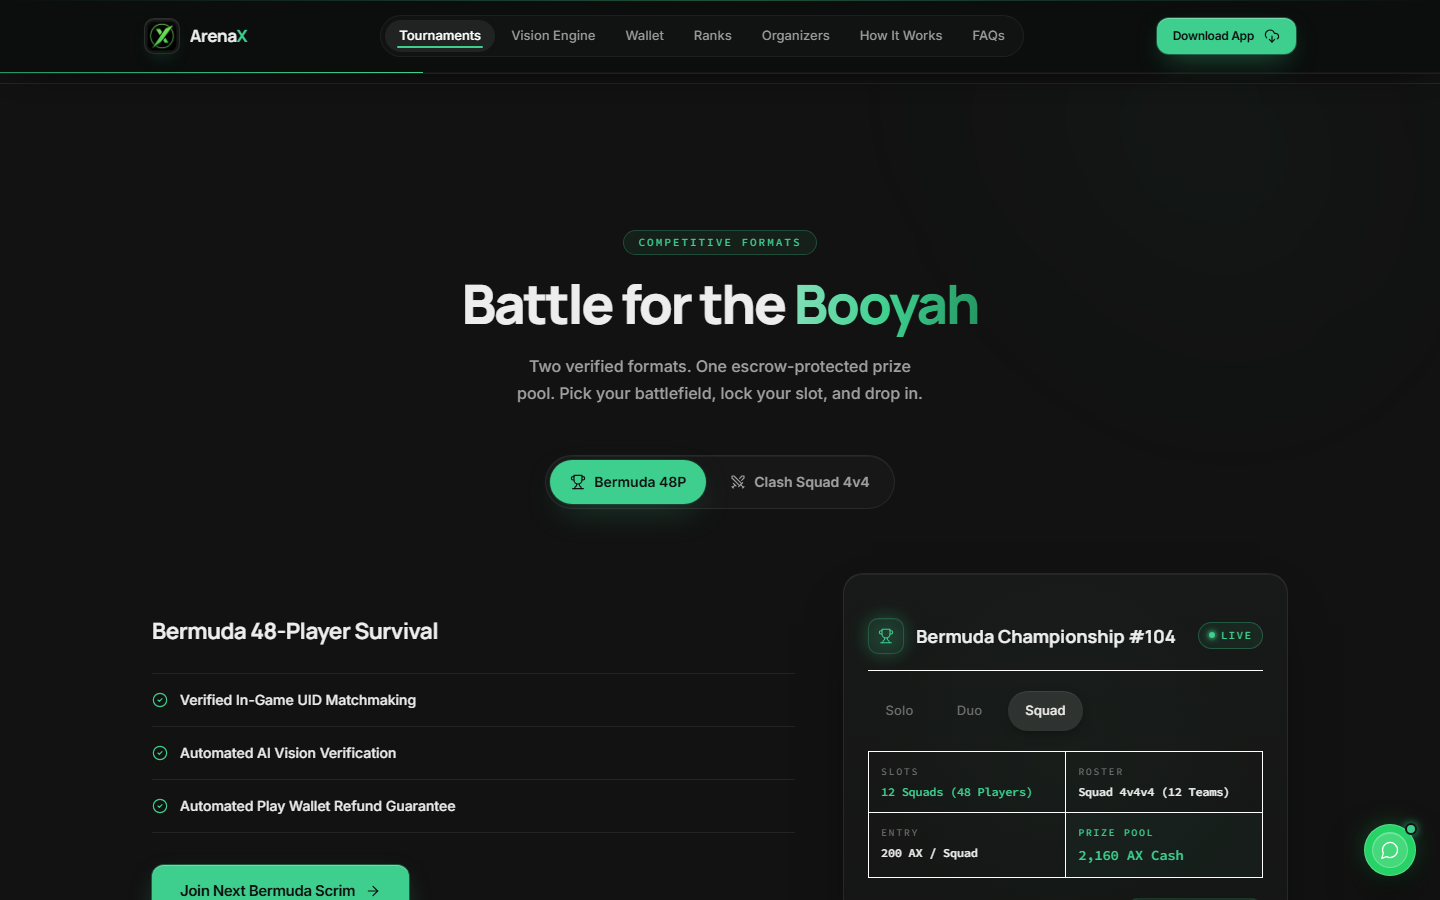 ArenaX
Tournaments
Vision Engine
Wallet
Ranks
Organizers
How It Works
FAQs
Download App
COMPETITIVE FORMATS
Battle for the Booyah
Two verified formats. One escrow-protected prize
pool. Pick your battlefield, lock your slot, and drop in.
Bermuda 48P
Clash Squad 4v4
Bermuda 48-Player Survival
Verified In-Game UID Matchmaking
Automated AI Vision Verification
Automated Play Wallet Refund Guarantee
Join Next Bermuda Scrim
Bermuda Championship #104
LIVE
Solo
Duo
Squad
SLOTS
12 Squads (48 Players)
ROSTER
Squad 4v4v4 (12 Teams)
ENTRY
200 AX / Squad
PRIZE POOL
2,160 AX Cash